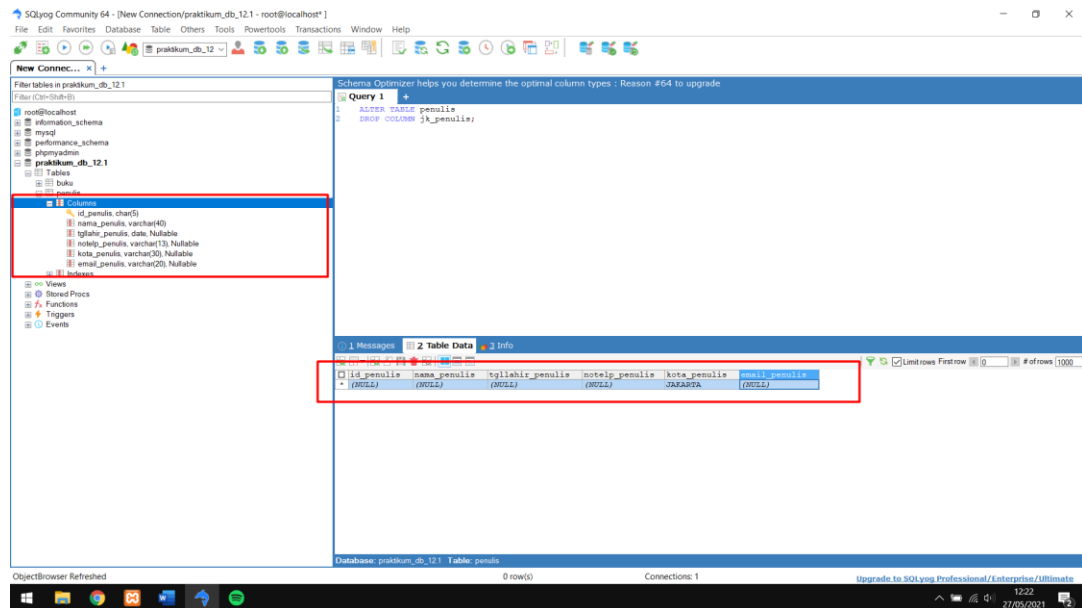 SQLyog Community 64 - [New Connection/praktikum_db_12.1 - root@localhost* ]
File Edit Favorites Database Table Others Tools Powertools Transactions Window Help
praktikum_db_12
New Connec... × +
Filter tables in praktikum_db_12.1
Filter (Ctrl+Shift+B)
root@localhost
information_schema
mysql
performance_schema
phpmyadmin
praktikum_db_12.1
Tables
buku
penulis
Columns
id_penulis, char(5)
nama_penulis, varchar(40)
tgllahir_penulis, date, Nullable
notelp_penulis, varchar(13), Nullable
kota_penulis, varchar(30), Nullable
email_penulis, varchar(20), Nullable
Indexes
Views
Stored Procs
Functions
Triggers
Events
Schema Optimizer helps you determine the optimal column types : Reason #64 to upgrade
Query 1 +
1 ALTER TABLE penulis
2 DROP COLUMN jk_penulis;
1 Messages 2 Table Data 3 Info
Limit rows First row 0 # of rows 1000
id_penulis nama_penulis tgllahir_penulis notelp_penulis kota_penulis email_penulis
* (NULL) (NULL) (NULL) (NULL) JAKARTA (NULL)
Database: praktikum_db_12.1 Table: penulis
ObjectBrowser Refreshed 0 row(s) Connections: 1 Upgrade to SQLyog Professional/Enterprise/Ultimate
12:22
27/05/2021